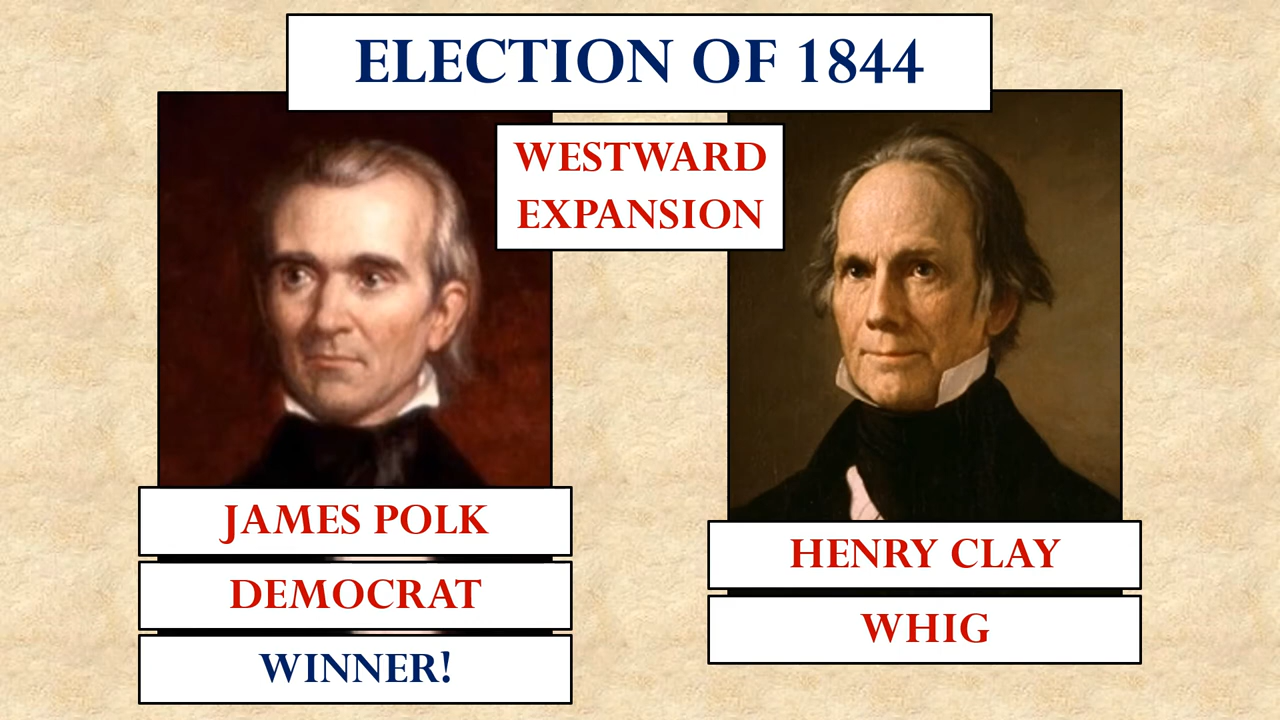 ELECTION OF 1844
WESTWARD
EXPANSION
JAMES POLK
DEMOCRAT
WINNER!
HENRY CLAY
WHIG